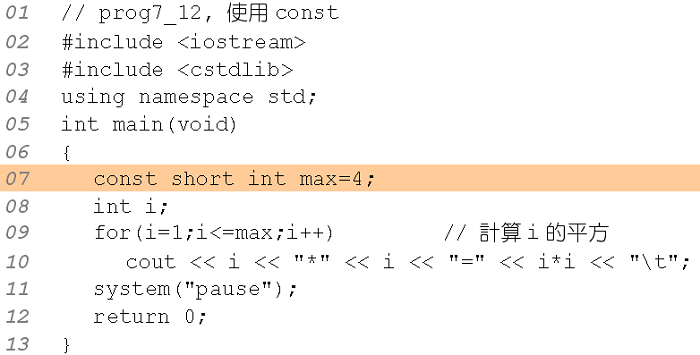 01 // prog7_12, 使用 const
02 #include <iostream>
03 #include <cstdlib>
04 using namespace std;
05 int main(void)
06 {
07 const short int max=4;
08 int i;
09 for(i=1;i<=max;i++) // 計算 i 的平方
10 cout << i << "*" << i << "=" << i*i << "\t";
11 system("pause");
12 return 0;
13 }